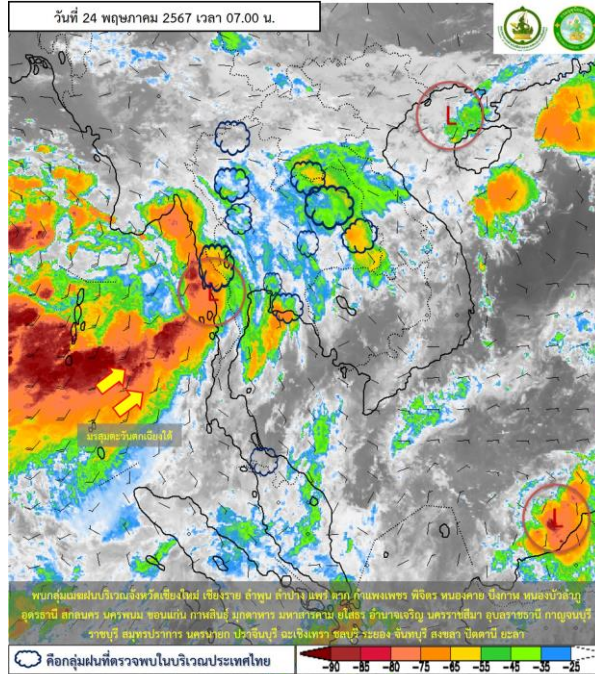 วันที่ 24 พฤษภาคม 2567 เวลา 07.00 น.
L
L
มรสุมตะวันตกเฉียงใต้
L
พบกลุ่มเมฆฝนบริเวณจังหวัดเชียงใหม่ เชียงราย ลำพูน ลำปาง แพร่ ตาก กำแพงเพชร พิจิตร หนองคาย บึงกาฬ หนองบัวลำภู
อุดรธานี สกลนคร นครพนม ขอนแก่น กาฬสินธุ์ มุกดาหาร มหาสารคาม ยโสธร อำนาจเจริญ นครราชสีมา อุบลราชธานี กาญจนบุรี
ราชบุรี สมุทรปราการ นครนายก ปราจีนบุรี ฉะเชิงเทรา ชลบุรี ระยอง จันทบุรี สงขลา ปัตตานี ยะลา
คือกลุ่มฝนที่ตรวจพบในบริเวณประเทศไทย
-90 -85 -80 -75 -65 -55 -45 -35 -25